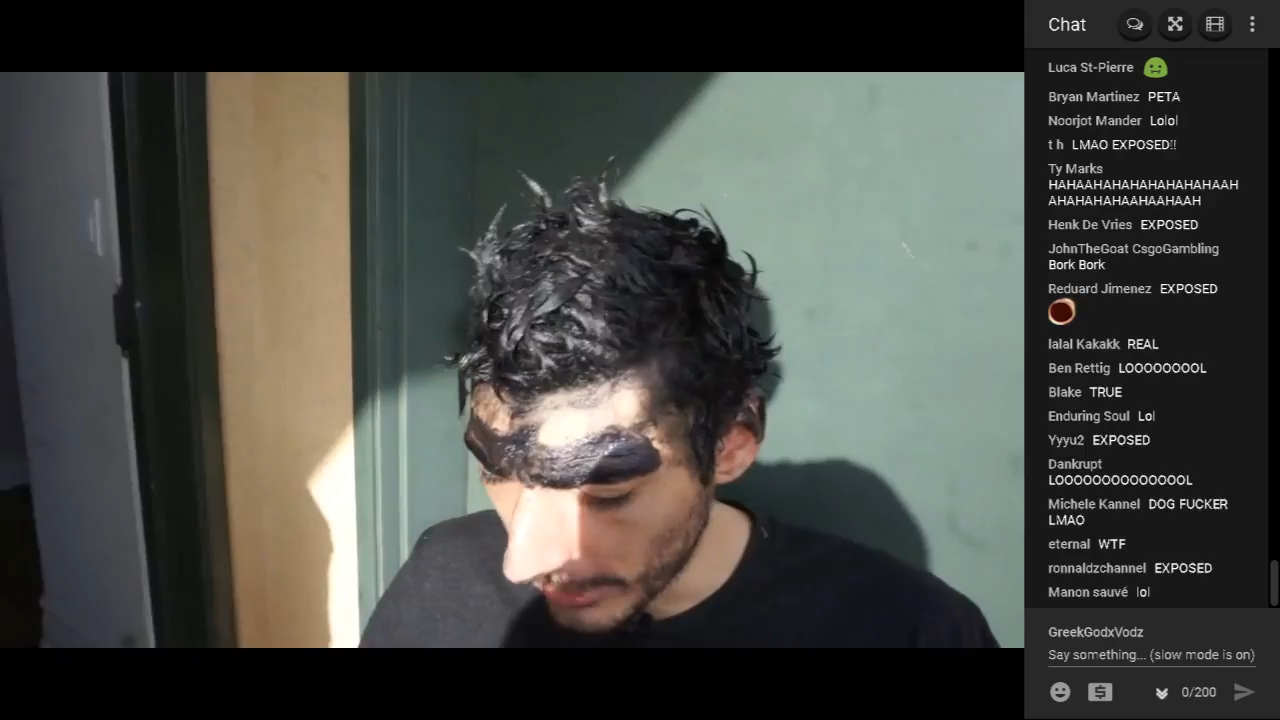 Chat
Luca St-Pierre
Bryan Martinez PETA
Noorjot Mander Lolol
t h LMAO EXPOSED!!
Ty Marks
HAHAAHAHAHAHAHAHAAH
AHAHAHAHAAHAAHAAH
Henk De Vries EXPOSED
JohnTheGoat CsgoGambling
Bork Bork
Reduard Jimenez EXPOSED
lalal Kakakk REAL
Ben Rettig LOOOOOOOOL
Blake TRUE
Enduring Soul Lol
Yyyu2 EXPOSED
Dankrupt
LOOOOOOOOOOOOOOL
Michele Kannel DOG FUCKER
LMAO
eternal WTF
ronnaldzchannel EXPOSED
Manon sauvé lol
GreekGodxVodz
Say something... (slow mode is on)
0/200